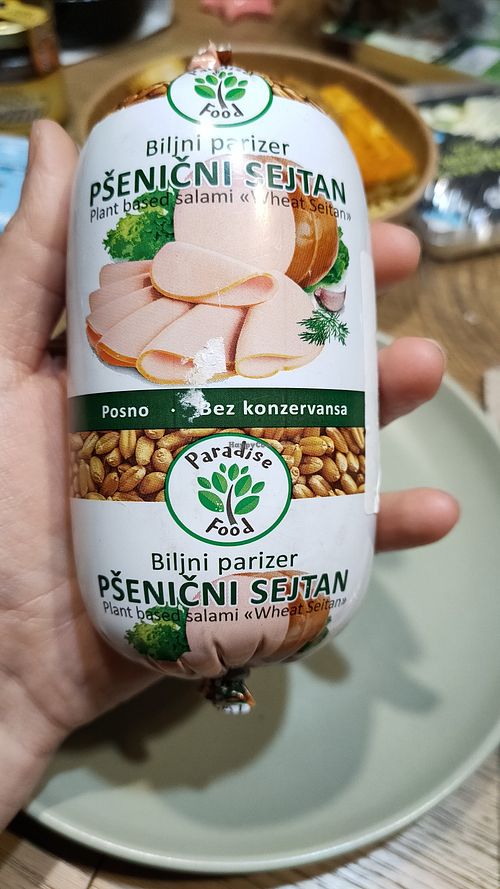 Food
Biljni parizer
PŠENIČNI SEJTAN
Plant based salami «Wheat Seitan»
Posno · Bez konzervansa
HappyCow
Paradise
Food
Biljni parizer
PŠENIČNI SEJTAN
Plant based salami «Wheat Seitan»